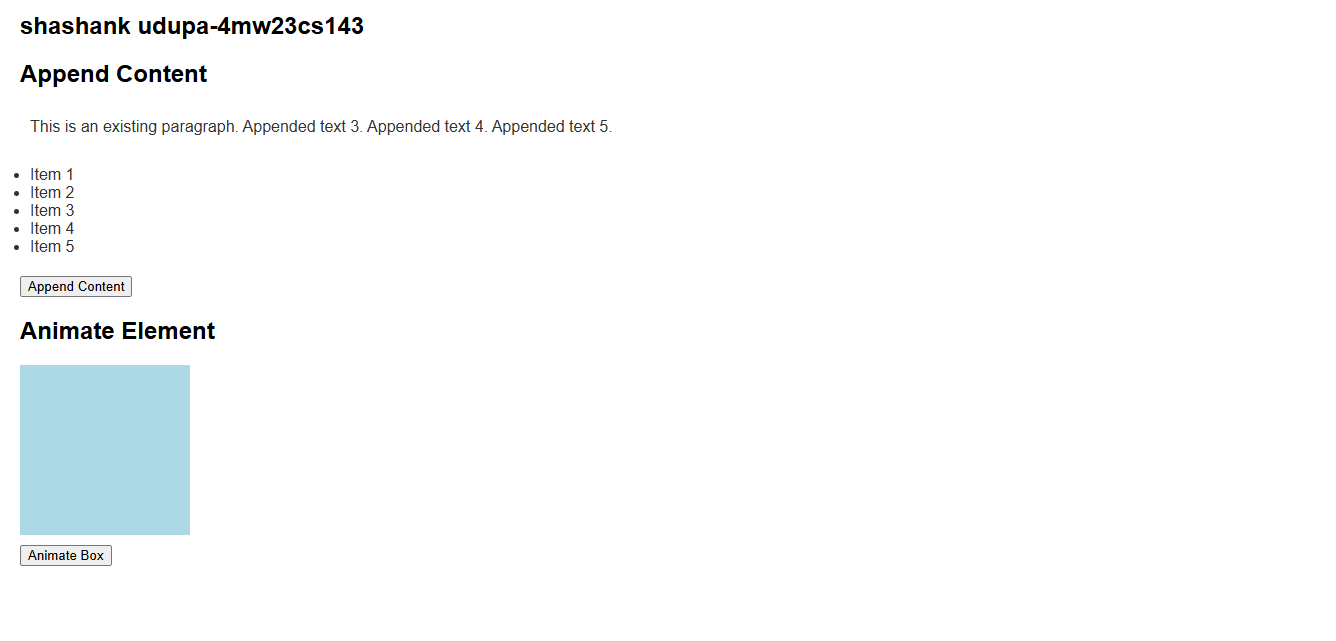 shashank udupa-4mw23cs143
Append Content
This is an existing paragraph. Appended text 3. Appended text 4. Appended text 5.
Item 1
Item 2
Item 3
Item 4
Item 5
Append Content
Animate Element
Animate Box